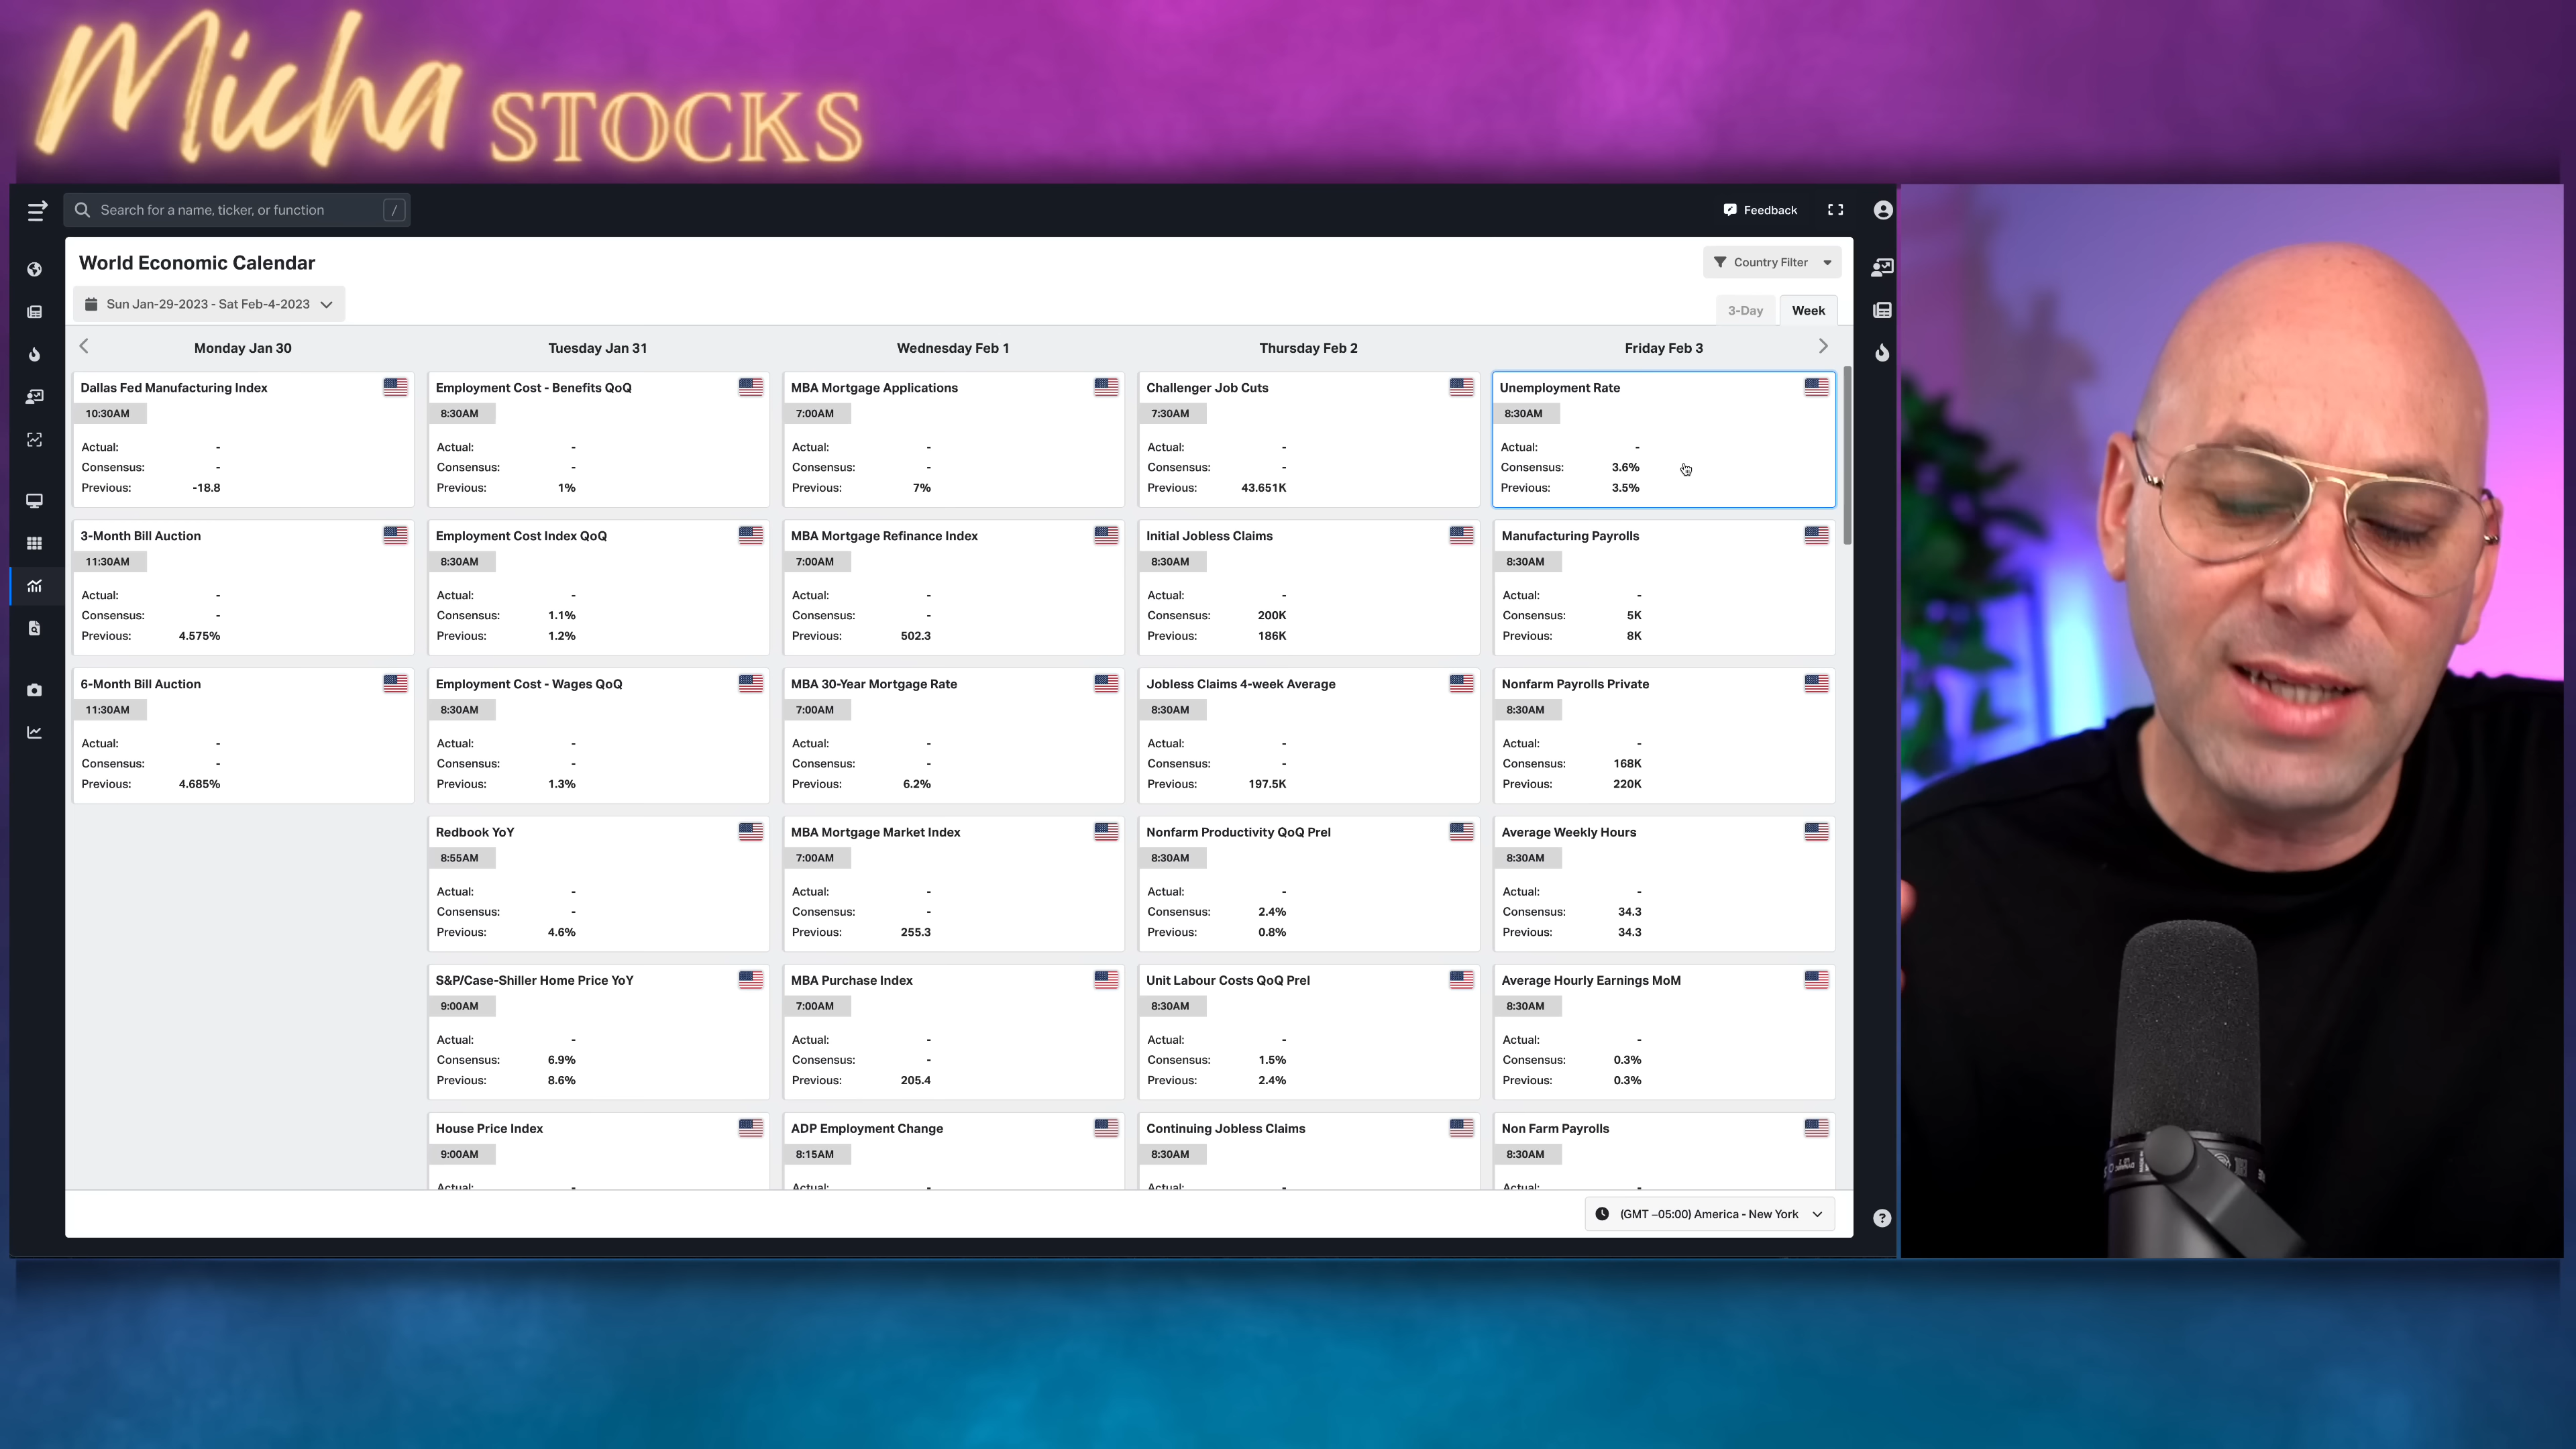 Micha STOCKS
Search for a name, ticker, or function /
Feedback
World Economic Calendar
Country Filter
Sun Jan-29-2023 - Sat Feb-4-2023
3-Day Week
Monday Jan 30
Tuesday Jan 31
Wednesday Feb 1
Thursday Feb 2
Friday Feb 3
Dallas Fed Manufacturing Index
10:30AM
Actual: -
Consensus: -
Previous: -18.8
3-Month Bill Auction
11:30AM
Actual: -
Consensus: -
Previous: 4.575%
6-Month Bill Auction
11:30AM
Actual: -
Consensus: -
Previous: 4.685%
Employment Cost - Benefits QoQ
8:30AM
Actual: -
Consensus: -
Previous: 1%
Employment Cost Index QoQ
8:30AM
Actual: -
Consensus: 1.1%
Previous: 1.2%
Employment Cost - Wages QoQ
8:30AM
Actual: -
Consensus: -
Previous: 1.3%
Redbook YoY
8:55AM
Actual: -
Consensus: -
Previous: 4.6%
S&P/Case-Shiller Home Price YoY
9:00AM
Actual: -
Consensus: 6.9%
Previous: 8.6%
House Price Index
9:00AM
Actual: -
MBA Mortgage Applications
7:00AM
Actual: -
Consensus: -
Previous: 7%
MBA Mortgage Refinance Index
7:00AM
Actual: -
Consensus: -
Previous: 502.3
MBA 30-Year Mortgage Rate
7:00AM
Actual: -
Consensus: -
Previous: 6.2%
MBA Mortgage Market Index
7:00AM
Actual: -
Consensus: -
Previous: 255.3
MBA Purchase Index
7:00AM
Actual: -
Consensus: -
Previous: 205.4
ADP Employment Change
8:15AM
Actual: -
Challenger Job Cuts
7:30AM
Actual: -
Consensus: -
Previous: 43.651K
Initial Jobless Claims
8:30AM
Actual: -
Consensus: 200K
Previous: 186K
Jobless Claims 4-week Average
8:30AM
Actual: -
Consensus: -
Previous: 197.5K
Nonfarm Productivity QoQ Prel
8:30AM
Actual: -
Consensus: 2.4%
Previous: 0.8%
Unit Labour Costs QoQ Prel
8:30AM
Actual: -
Consensus: 1.5%
Previous: 2.4%
Continuing Jobless Claims
8:30AM
Actual: -
Unemployment Rate
8:30AM
Actual: -
Consensus: 3.6%
Previous: 3.5%
Manufacturing Payrolls
8:30AM
Actual: -
Consensus: 5K
Previous: 8K
Nonfarm Payrolls Private
8:30AM
Actual: -
Consensus: 168K
Previous: 220K
Average Weekly Hours
8:30AM
Actual: -
Consensus: 34.3
Previous: 34.3
Average Hourly Earnings MoM
8:30AM
Actual: -
Consensus: 0.3%
Previous: 0.3%
Non Farm Payrolls
8:30AM
Actual: -
(GMT −05:00) America - New York
?